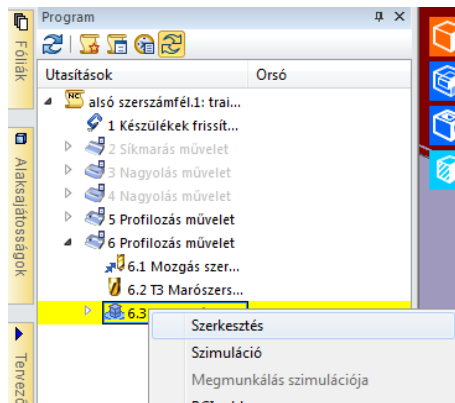 Program
Fóliák
Utasítások
Orsó
NC
alsó szerszámfél.1: trai...
1 Készülékek frissít...
2 Síkmarás művelet
3 Nagyolás művelet
4 Nagyolás művelet
5 Profilozás művelet
6 Profilozás művelet
6.1 Mozgás szer...
6.2 T3 Marószers...
6.3
Alaksajátosságok
Szerkesztés
Szimuláció
Megmunkálás szimulációja
Tervező